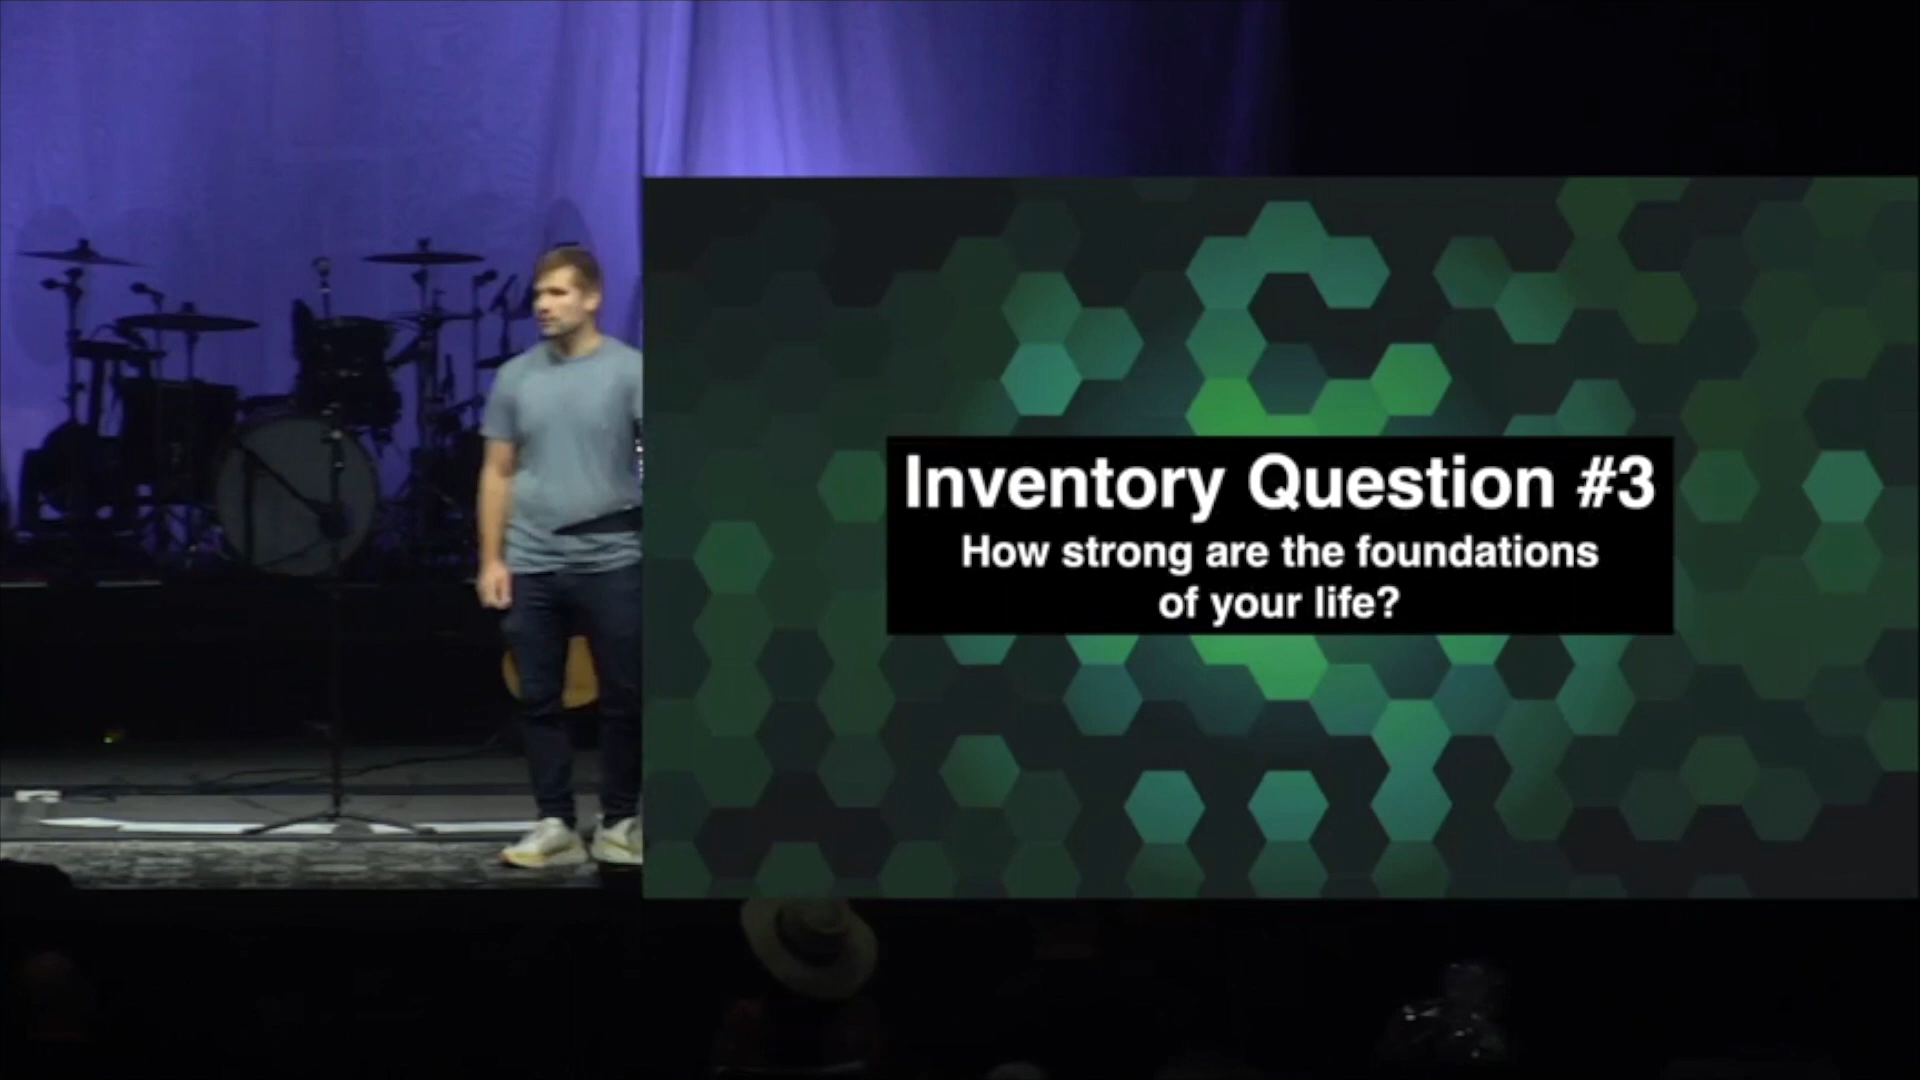 Inventory Question #3
How strong are the foundations
of your life?